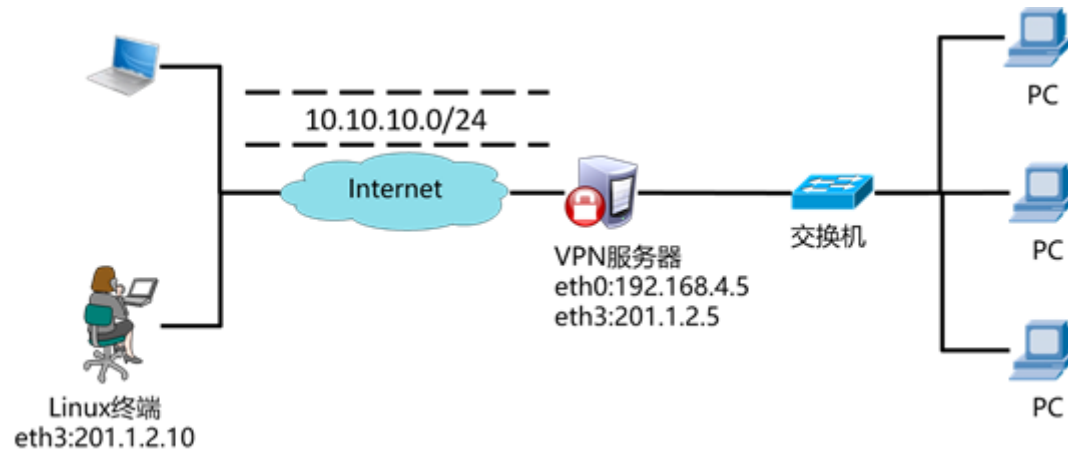 PC
10.10.10.0/24
Internet
PC
交换机
VPN服务器
eth0:192.168.4.5
eth3:201.1.2.5
Linux终端
eth3:201.1.2.10
PC